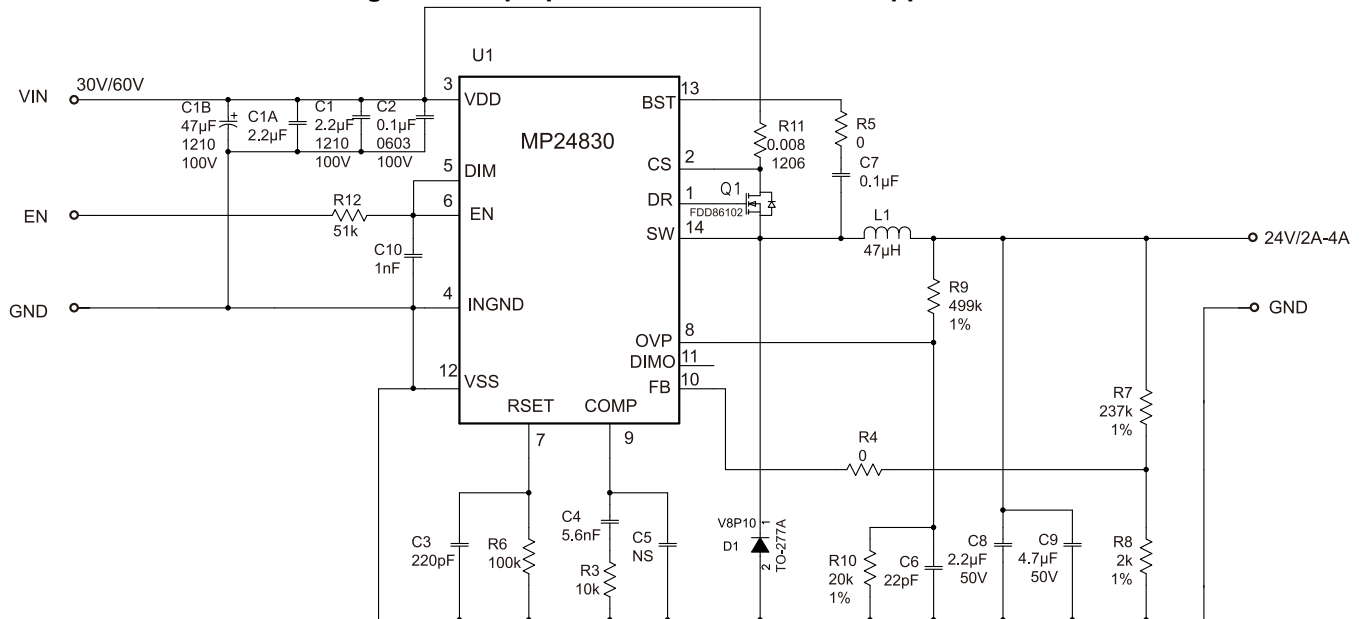 U1
VIN
30V/60V
C1B
47µF
1210
100V
+
C1A
2.2µF
C1
2.2µF
1210
100V
C2
0.1µF
0603
100V
3
VDD
MP24830
BST
13
R11
0.008
1206
R5
0
C7
0.1µF
5
DIM
CS
2
EN
R12
51k
6
EN
DR
1
Q1
FDD86102
C10
1nF
SW
14
L1
47µH
24V/2A-4A
GND
4
INGND
R9
499k
1%
GND
OVP
8
DIMO
11
12
VSS
FB
10
RSET
COMP
7
9
R7
237k
1%
R4
0
C3
220pF
R6
100k
C4
5.6nF
R3
10k
C5
NS
V8P10
D1
1
2
TO-277A
R10
20k
1%
C6
22pF
C8
2.2µF
50V
C9
4.7µF
50V
R8
2k
1%